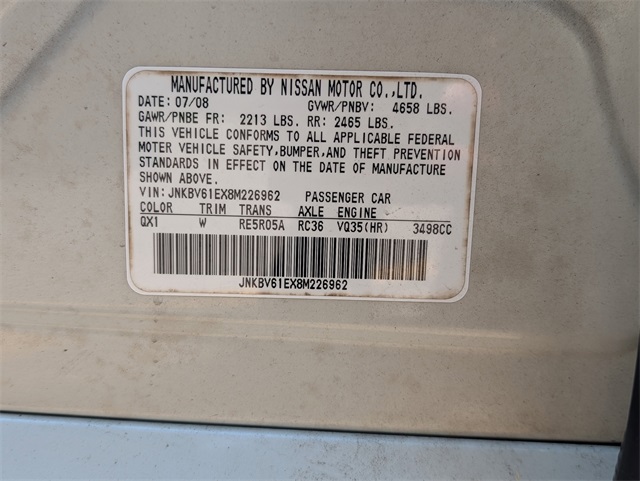 MANUFACTURED BY NISSAN MOTOR CO.,LTD.
DATE: 07/08 GVWR/PNBV: 4658 LBS.
GAWR/PNBE FR: 2213 LBS. RR: 2465 LBS.
THIS VEHICLE CONFORMS TO ALL APPLICABLE FEDERAL
MOTER VEHICLE SAFETY,BUMPER,AND THEFT PREVENTION
STANDARDS IN EFFECT ON THE DATE OF MANUFACTURE
SHOWN ABOVE.
VIN: JNKBV61EX8M226962 PASSENGER CAR
COLOR TRIM TRANS AXLE ENGINE
QX1 W RE5R05A RC36 VQ35(HR) 3498CC
JNKBV61EX8M226962